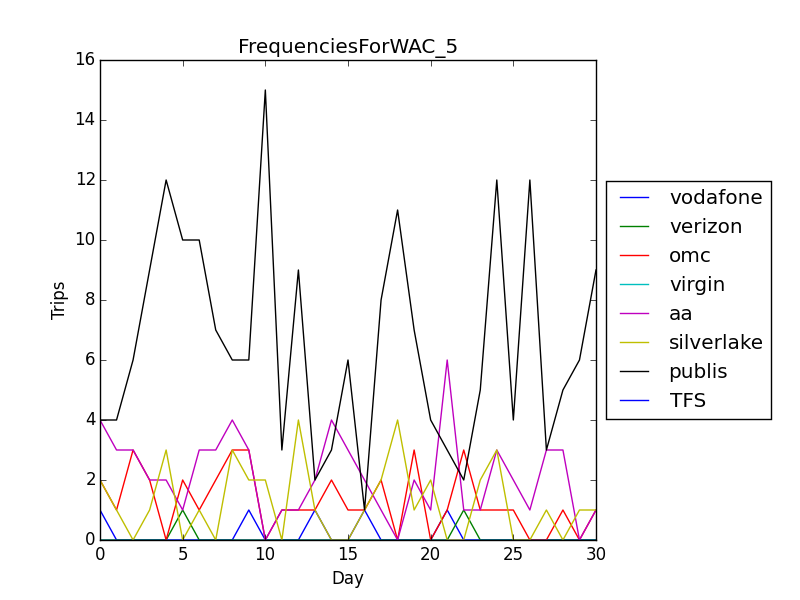 FrequenciesForWAC_5
16
14
12
10
8
6
4
2
0
Trips
0 5 10 15 20 25 30
Day
vodafone
verizon
omc
virgin
aa
silverlake
publis
TFS